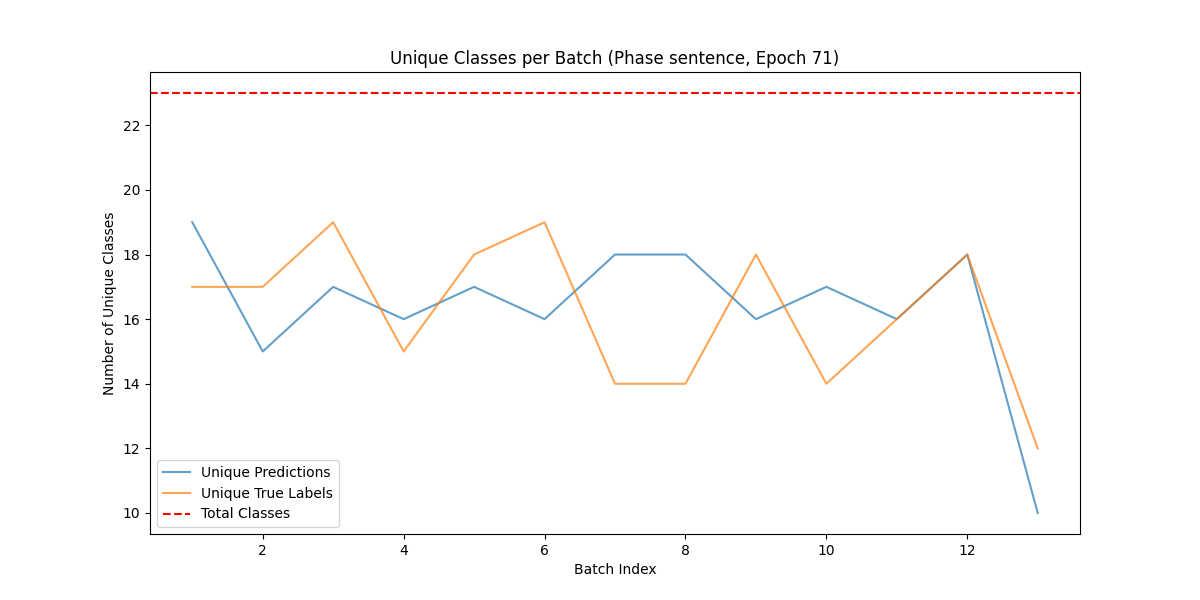 Unique Classes per Batch (Phase sentence, Epoch 71)
Number of Unique Classes
22
20
18
16
14
12
10
Unique Predictions
Unique True Labels
Total Classes
2 4 6 8 10 12
Batch Index